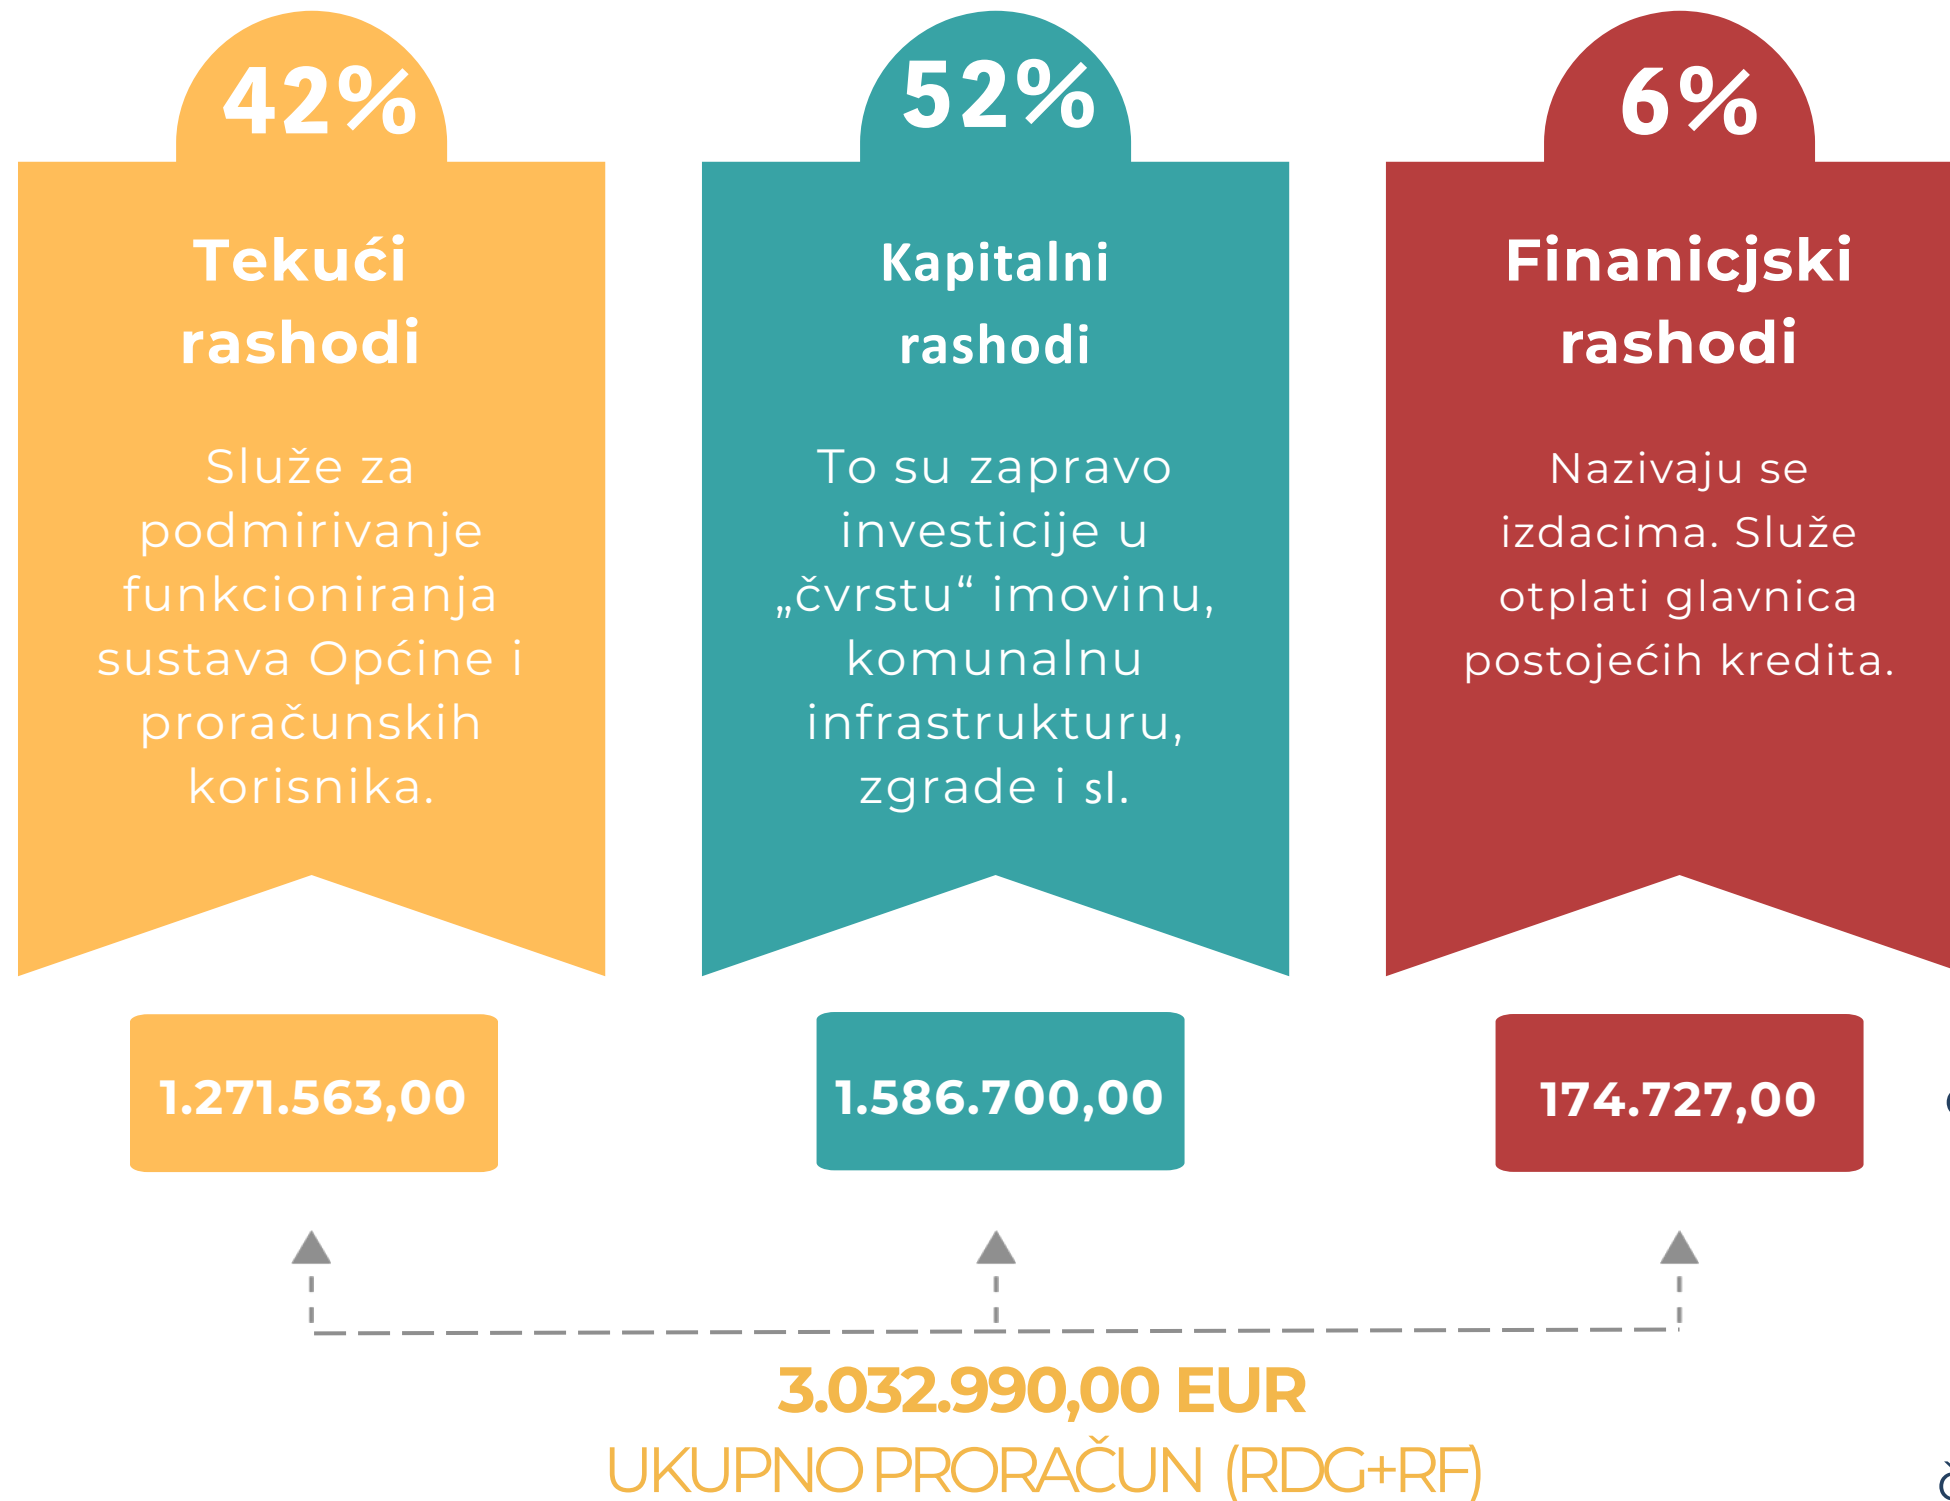 42%
Tekući
rashodi
Služe za
podmirivanje
funkcioniranja
sustava Općine i
proračunskih
korisnika.
1.271.563,00
52%
Kapitalni
rashodi
To su zapravo
investicije u
„čvrstu“ imovinu,
komunalnu
infrastrukturu,
zgrade i sl.
1.586.700,00
6%
Finanicjski
rashodi
Nazivaju se
izdacima. Služe
otplati glavnica
postojećih kredita.
174.727,00
3.032.990,00 EUR
UKUPNO PRORAČUN (RDG+RF)